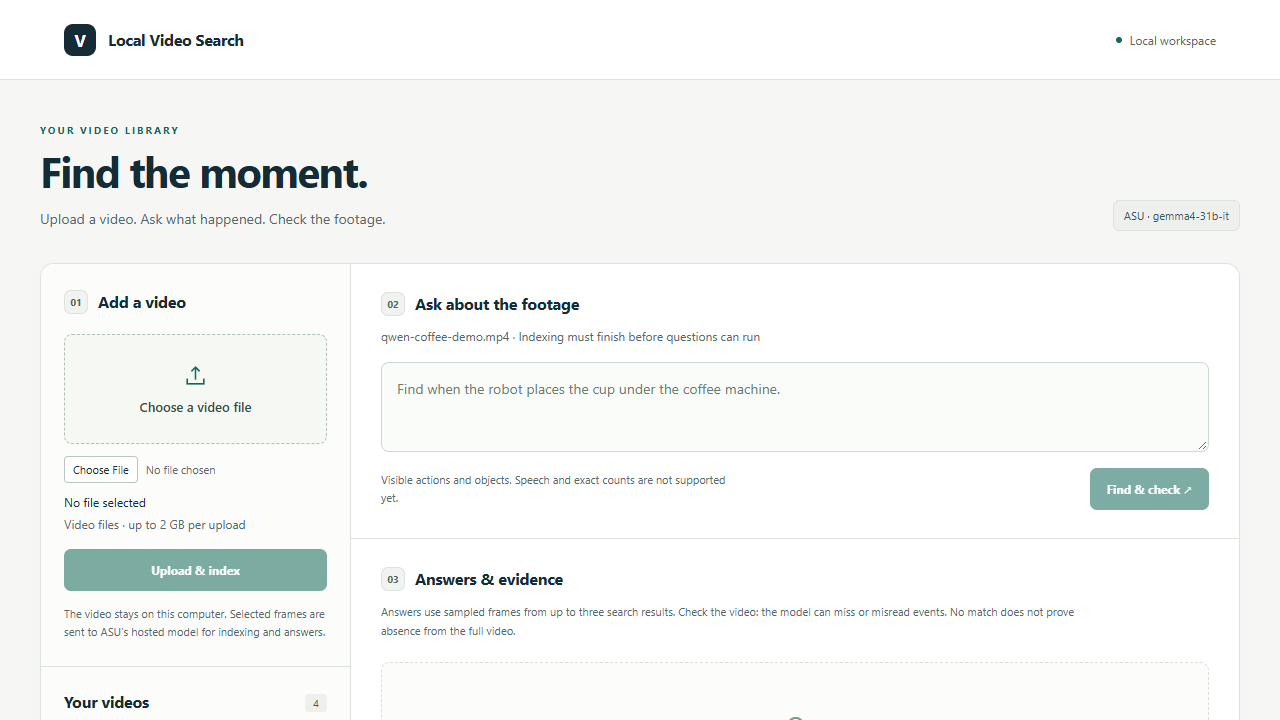 V
Local Video Search
Local workspace
YOUR VIDEO LIBRARY
Find the moment.
Upload a video. Ask what happened. Check the footage.
ASU · gemma4-31b-it
01
Add a video
Choose a video file
Choose File
No file chosen
No file selected
Video files · up to 2 GB per upload
Upload & index
The video stays on this computer. Selected frames are
sent to ASU's hosted model for indexing and answers.
Your videos
4
02
Ask about the footage
qwen-coffee-demo.mp4 · Indexing must finish before questions can run
Find when the robot places the cup under the coffee machine.
Visible actions and objects. Speech and exact counts are not supported
yet.
Find & check ↗
03
Answers & evidence
Answers use sampled frames from up to three search results. Check the video: the model can miss or misread events. No match does not prove
absence from the full video.